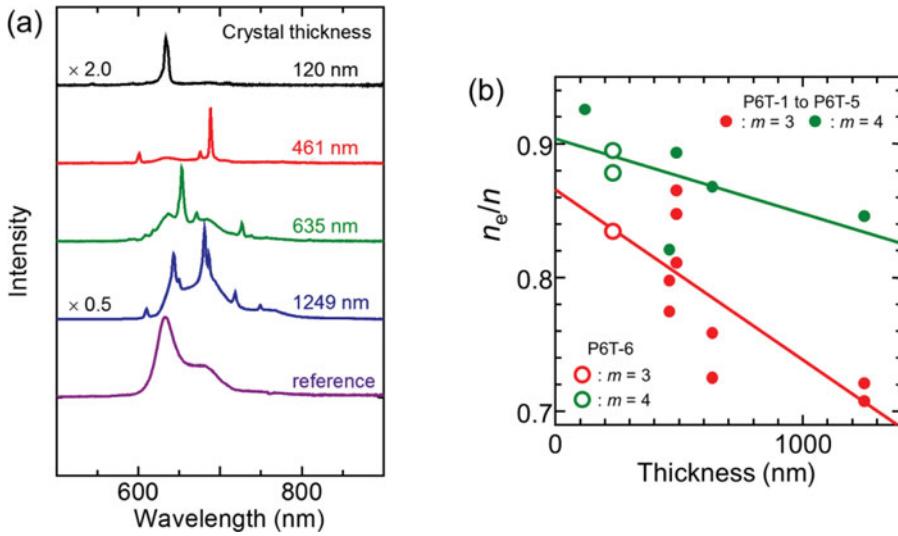 (a)
Crystal thickness
× 2.0
120 nm
461 nm
635 nm
× 0.5
1249 nm
reference
Intensity
600
800
Wavelength (nm)
(b)
P6T-1 to P6T-5
: m = 3
: m = 4
0.9
0.8
0.7
nₑ/n
P6T-6
: m = 3
: m = 4
0
1000
Thickness (nm)